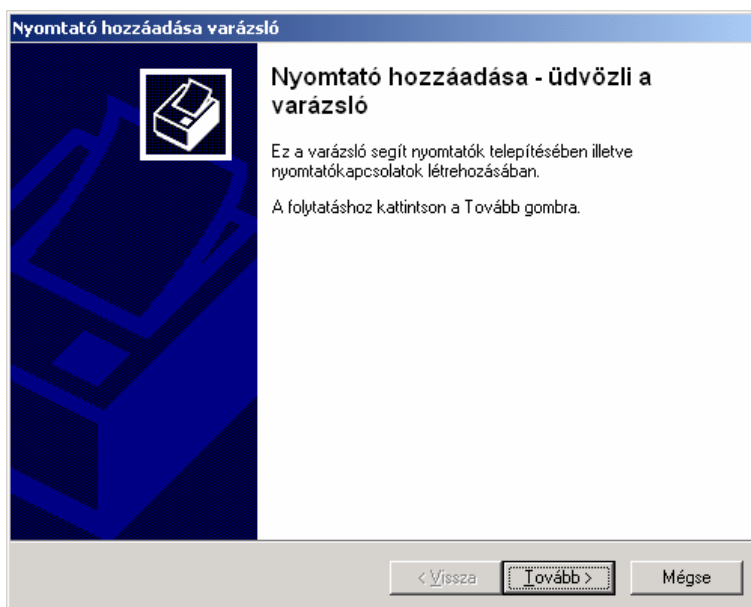 Nyomtató hozzáadása varázsló
Nyomtató hozzáadása - üdvözli a
varázsló
Ez a varázsló segít nyomtatók telepítésében illetve
nyomtatókapcsolatok létrehozásában.
A folytatáshoz kattintson a Tovább gombra.
< Vissza
Tovább >
Mégse